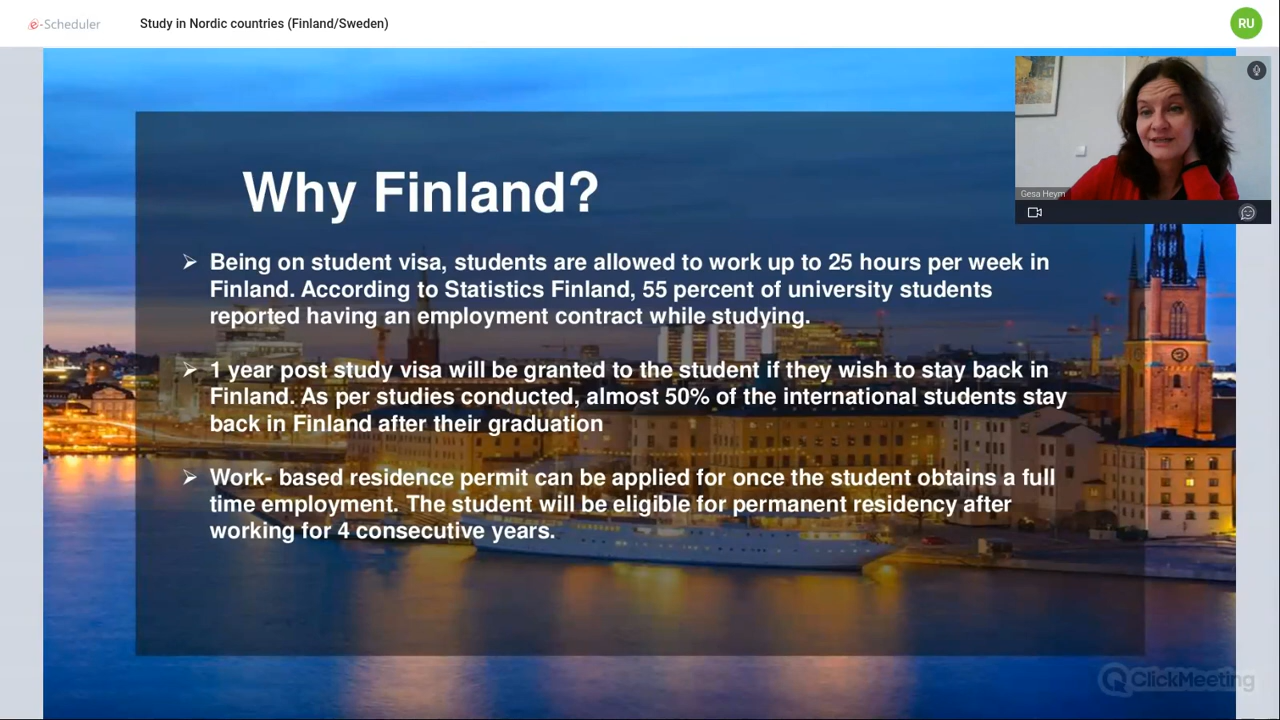 e-Scheduler
Study in Nordic countries (Finland/Sweden)
RU
Gesa Heym
Why Finland?
➢ Being on student visa, students are allowed to work up to 25 hours per week in
Finland. According to Statistics Finland, 55 percent of university students
reported having an employment contract while studying.
➢ 1 year post study visa will be granted to the student if they wish to stay back in
Finland. As per studies conducted, almost 50% of the international students stay
back in Finland after their graduation
➢ Work- based residence permit can be applied for once the student obtains a full
time employment. The student will be eligible for permanent residency after
working for 4 consecutive years.
ClickMeeting